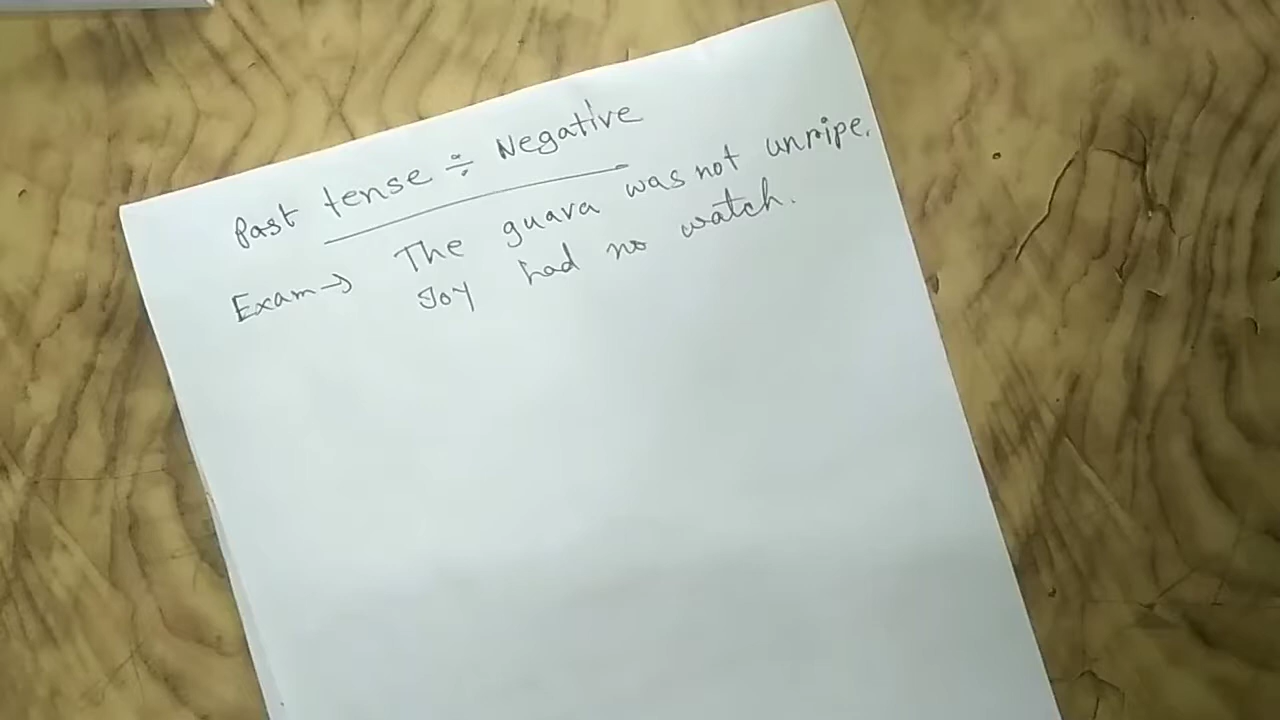 Past tense ÷ Negative
Exam → The guava was not unripe.
Joy had no watch.